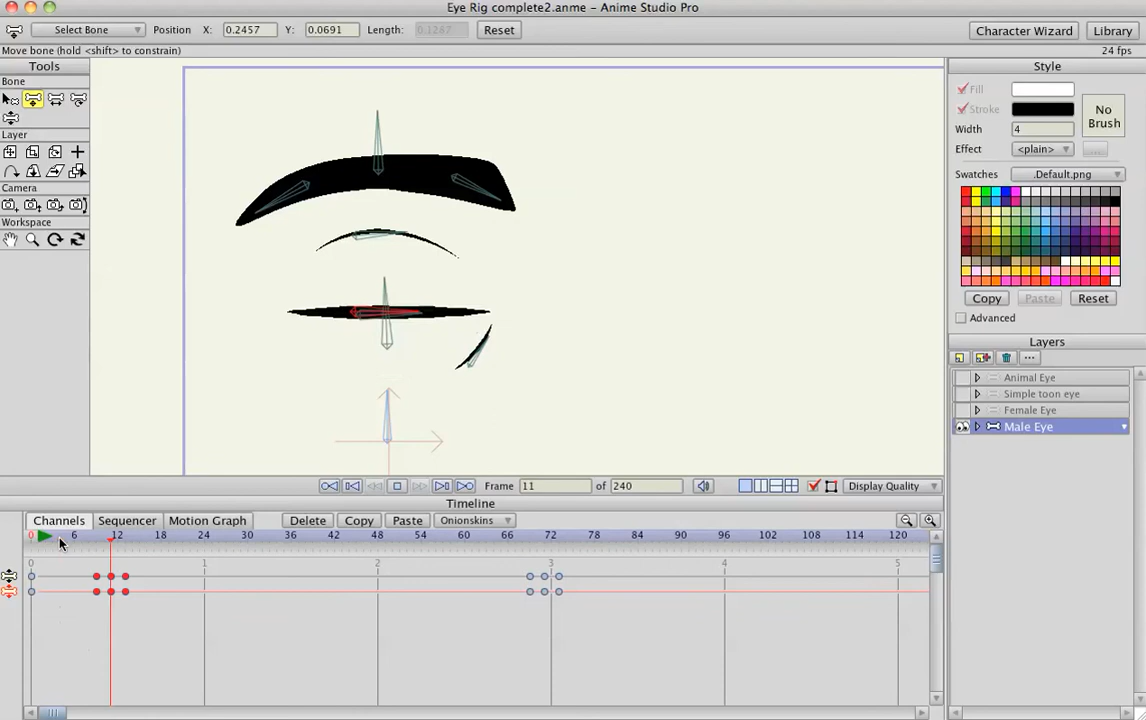 Eye Rig complete2.anme – Anime Studio Pro
Select Bone Position X: 0.2457 Y: 0.0691 Length: 0.1267 Reset Character Wizard Library
Move bone (hold <shift> to constrain) 24 fps
Tools Style
Bone
Fill
Stroke
No Brush
Width 4
Layer
Effect <plain> ...
Swatches .Default.png
Camera
Workspace
Copy Paste Reset
Advanced
Layers
Animal Eye
Simple toon eye
Female Eye
Male Eye
Frame 11 of 240 Display Quality
Timeline
Channels Sequencer Motion Graph Delete Copy Paste Onionskins
0 6 12 18 24 30 36 42 48 54 60 66 72 78 84 90 96 102 108 114 120
0 1 2 3 4 5